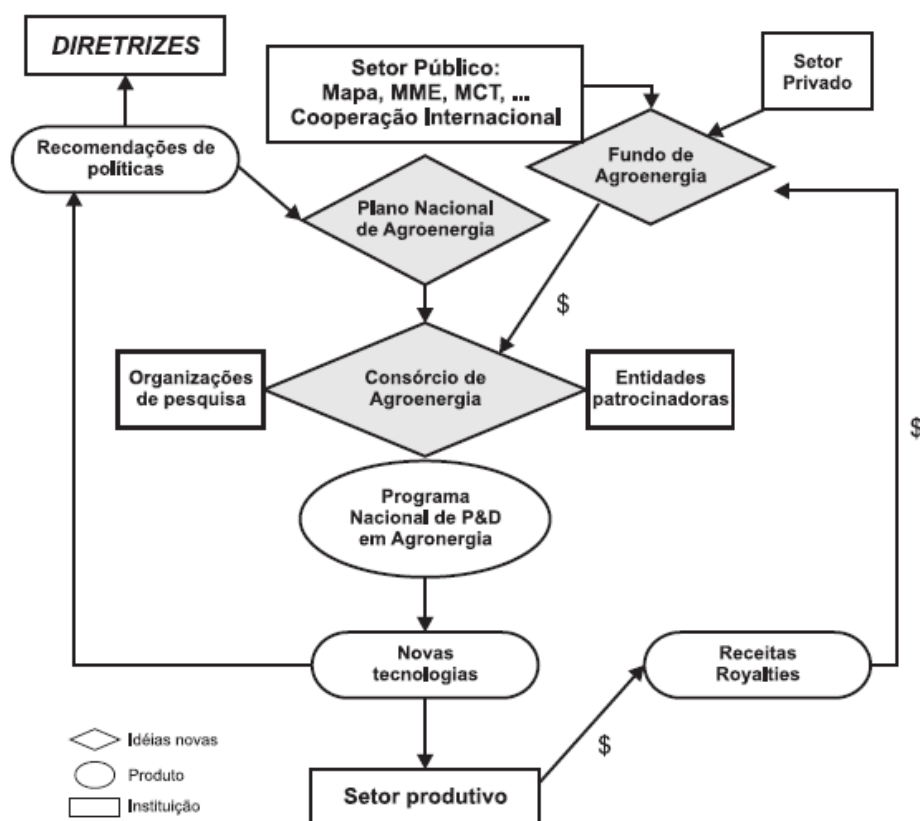 DIRETRIZES
Setor Público:
Mapa, MME, MCT, ...
Cooperação Internacional
Setor
Privado
Recomendações de
políticas
Fundo de
Agroenergia
Plano Nacional
de Agroenergia
$
Organizações
de pesquisa
Consórcio de
Agroenergia
Entidades
patrocinadoras
$
Programa
Nacional de P&D
em Agronergia
Novas
tecnologias
Receitas
Royalties
$
Setor produtivo
Idéias novas
Produto
Instituição